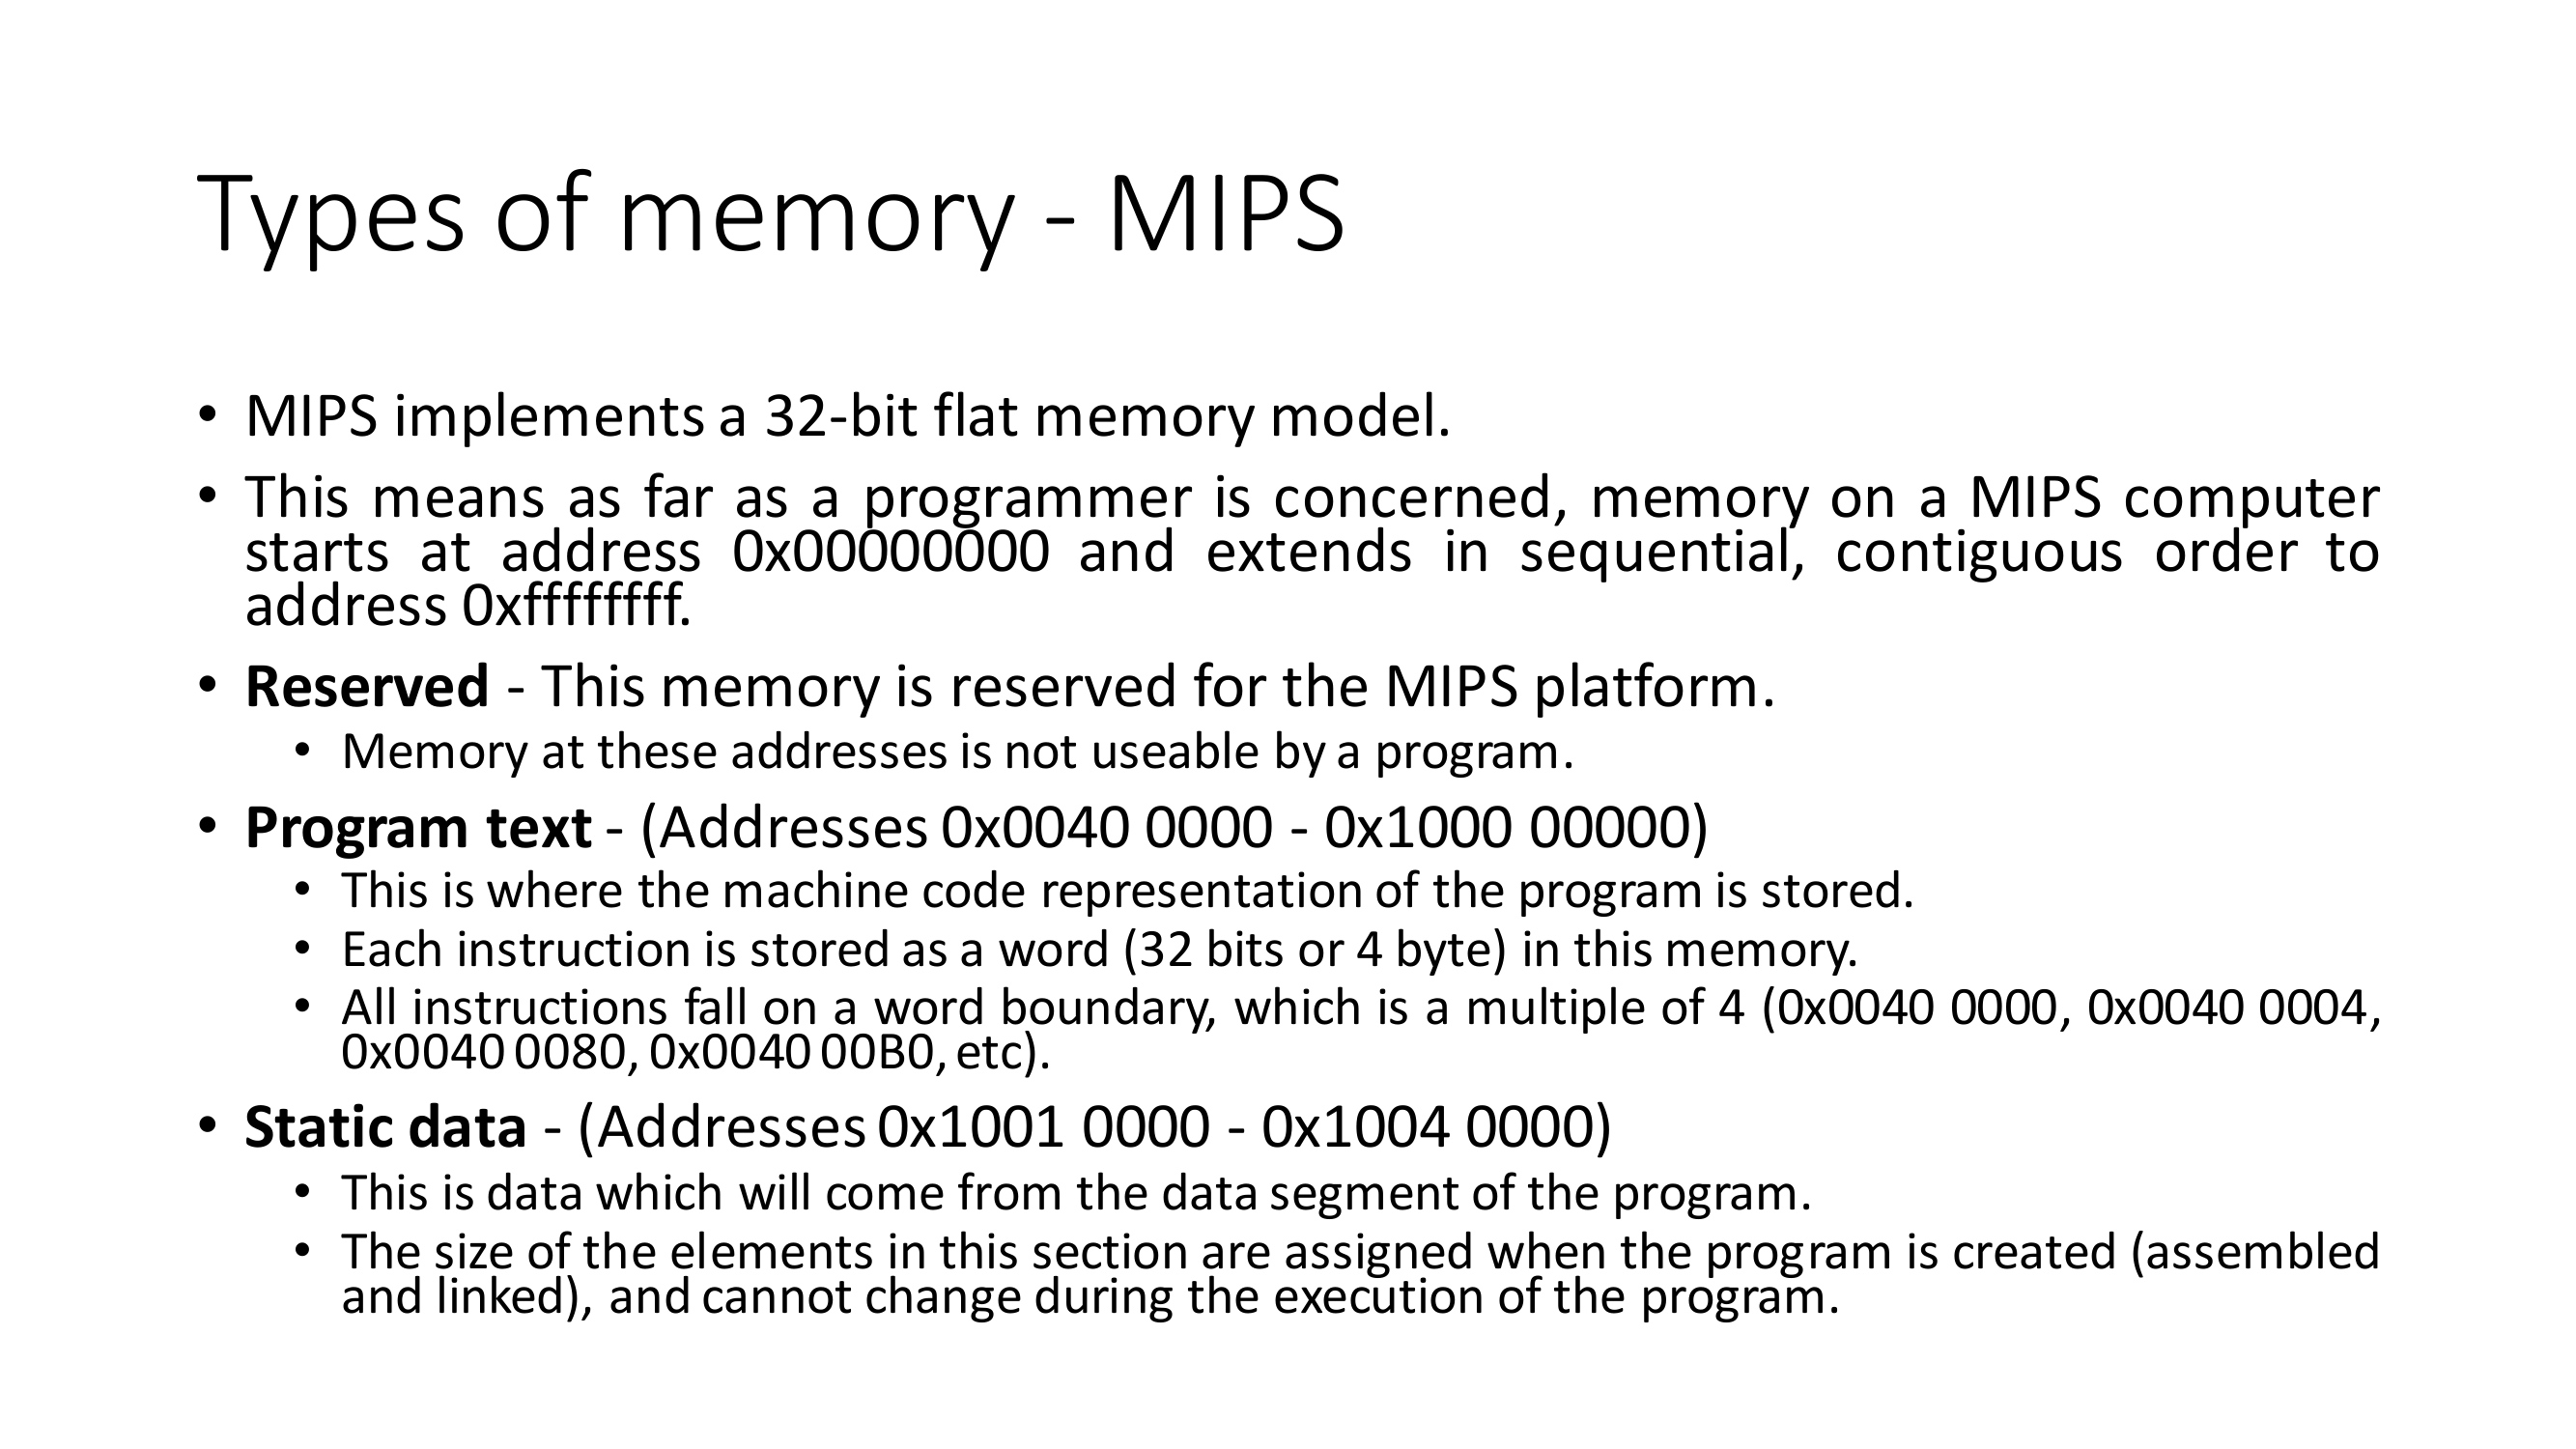 Types of memory - MIPS
• MIPS implements a 32-bit flat memory model.
• This means as far as a programmer is concerned, memory on a MIPS computer
starts at address 0x00000000 and extends in sequential, contiguous order to
address 0xffffffff.
• Reserved - This memory is reserved for the MIPS platform.
• Memory at these addresses is not useable by a program.
• Program text - (Addresses 0x0040 0000 - 0x1000 00000)
• This is where the machine code representation of the program is stored.
• Each instruction is stored as a word (32 bits or 4 byte) in this memory.
• All instructions fall on a word boundary, which is a multiple of 4 (0x0040 0000, 0x0040 0004,
0x0040 0080, 0x0040 00B0, etc).
• Static data - (Addresses 0x1001 0000 - 0x1004 0000)
• This is data which will come from the data segment of the program.
• The size of the elements in this section are assigned when the program is created (assembled
and linked), and cannot change during the execution of the program.